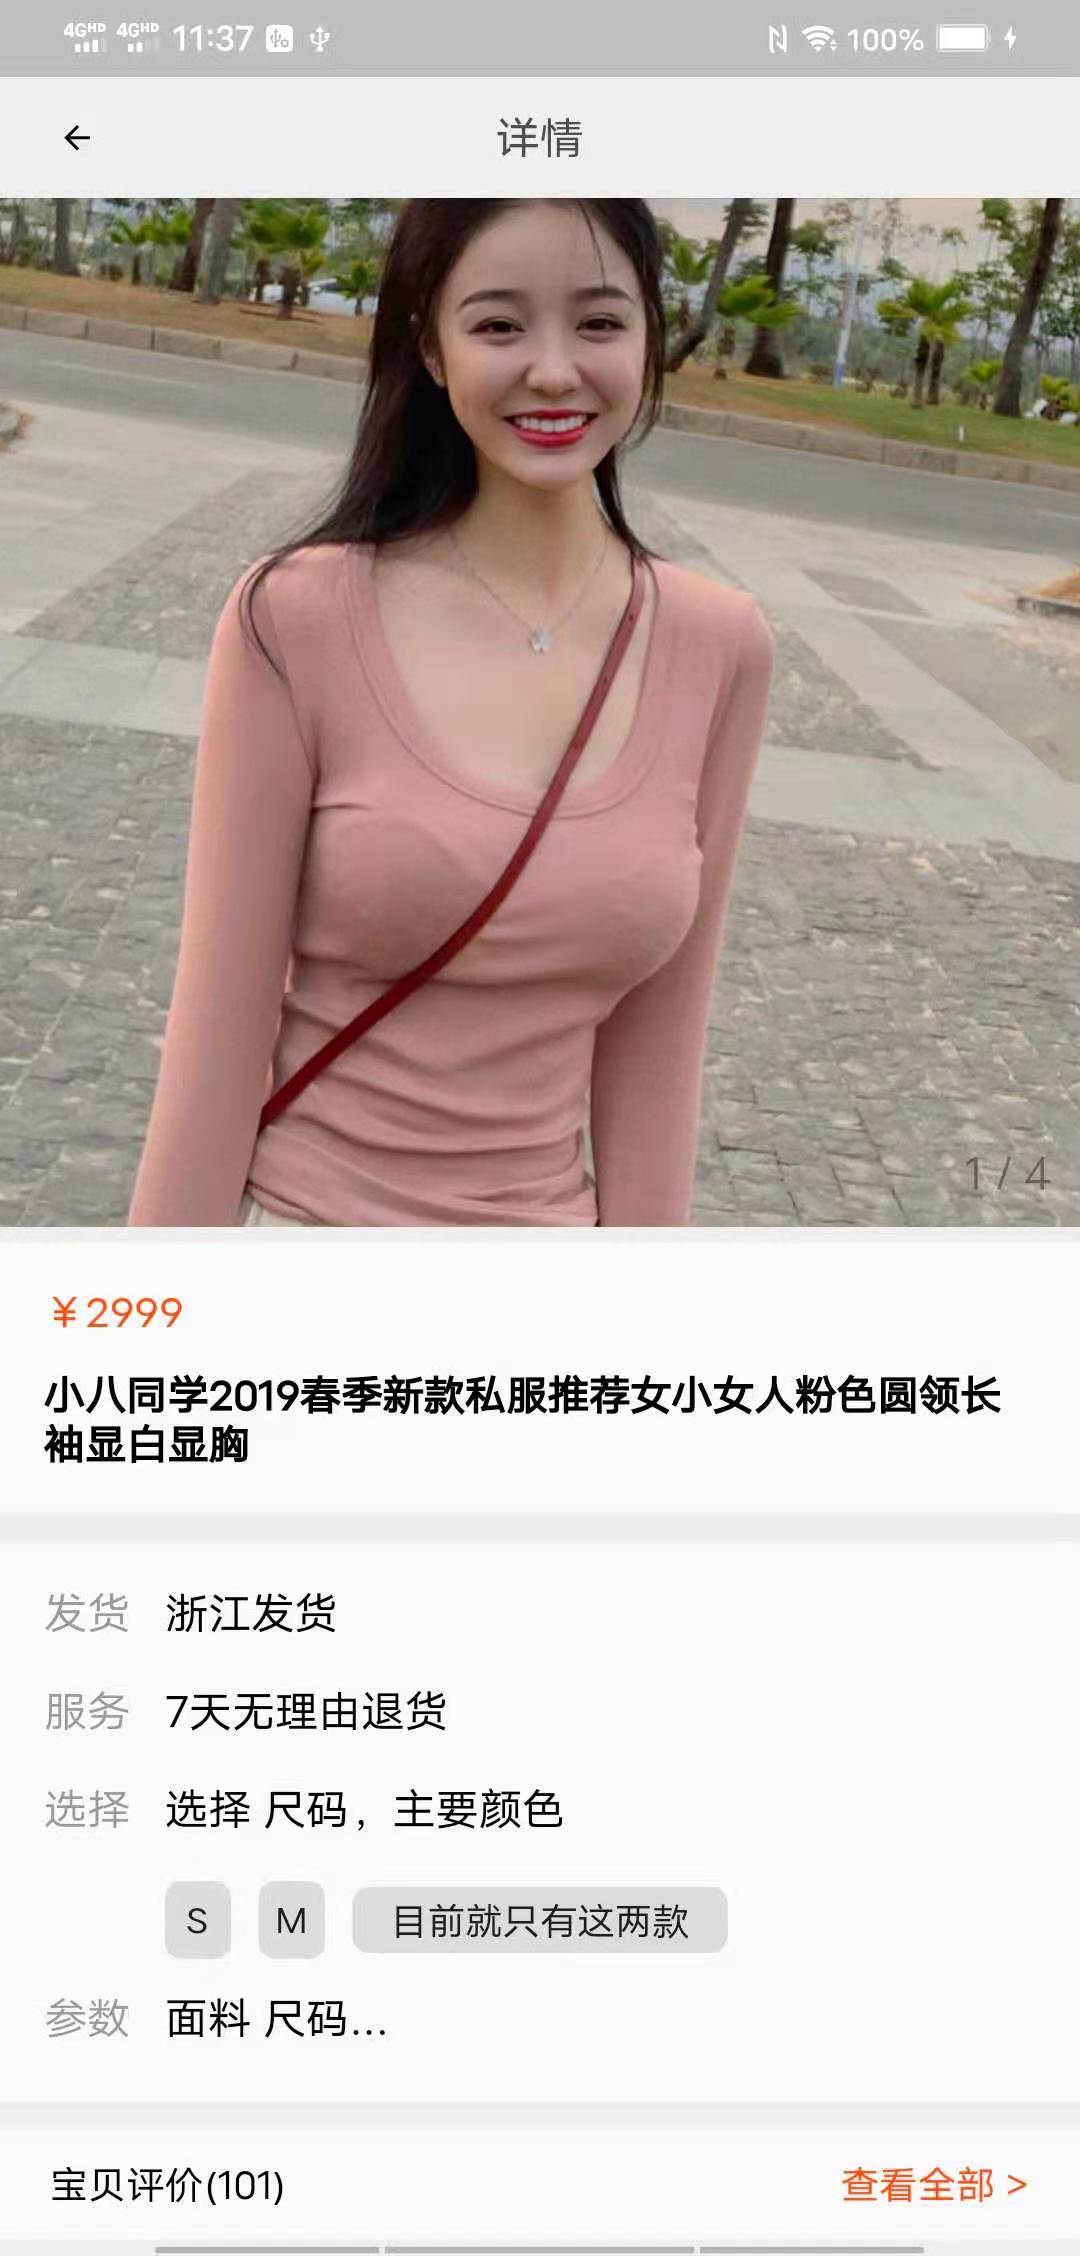 4GHD 4GHD 11:37 100%
详情
1 / 4
￥2999
小八同学2019春季新款私服推荐女小女人粉色圆领长
袖显白显胸
发货 浙江发货
服务 7天无理由退货
选择 选择 尺码，主要颜色
S M 目前就只有这两款
参数 面料 尺码...
宝贝评价(101) 查看全部 >